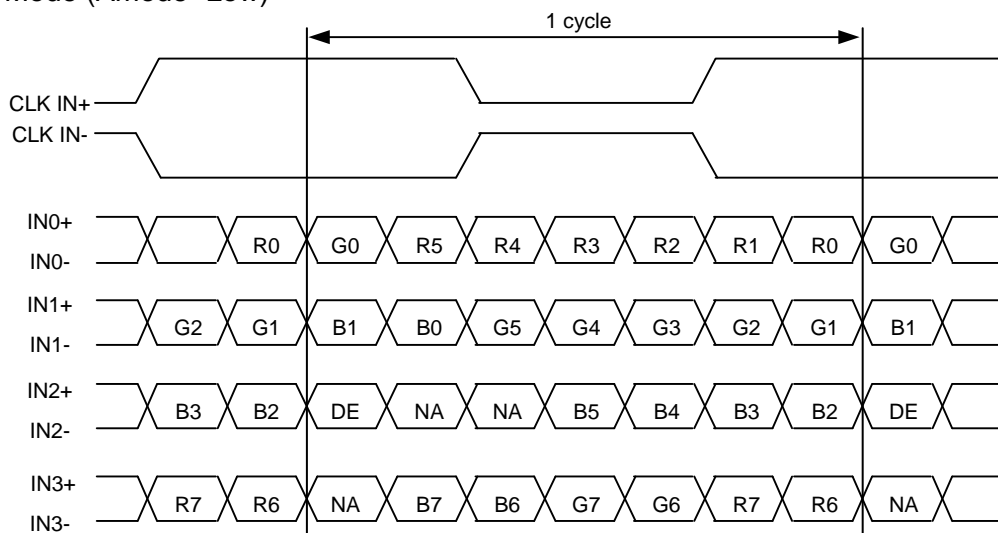 1 cycle
CLK IN+
CLK IN-
IN0+
R0 G0 R5 R4 R3 R2 R1 R0 G0
IN0-
IN1+
G2 G1 B1 B0 G5 G4 G3 G2 G1 B1
IN1-
IN2+
B3 B2 DE NA NA B5 B4 B3 B2 DE
IN2-
IN3+
R7 R6 NA B7 B6 G7 G6 R7 R6 NA
IN3-